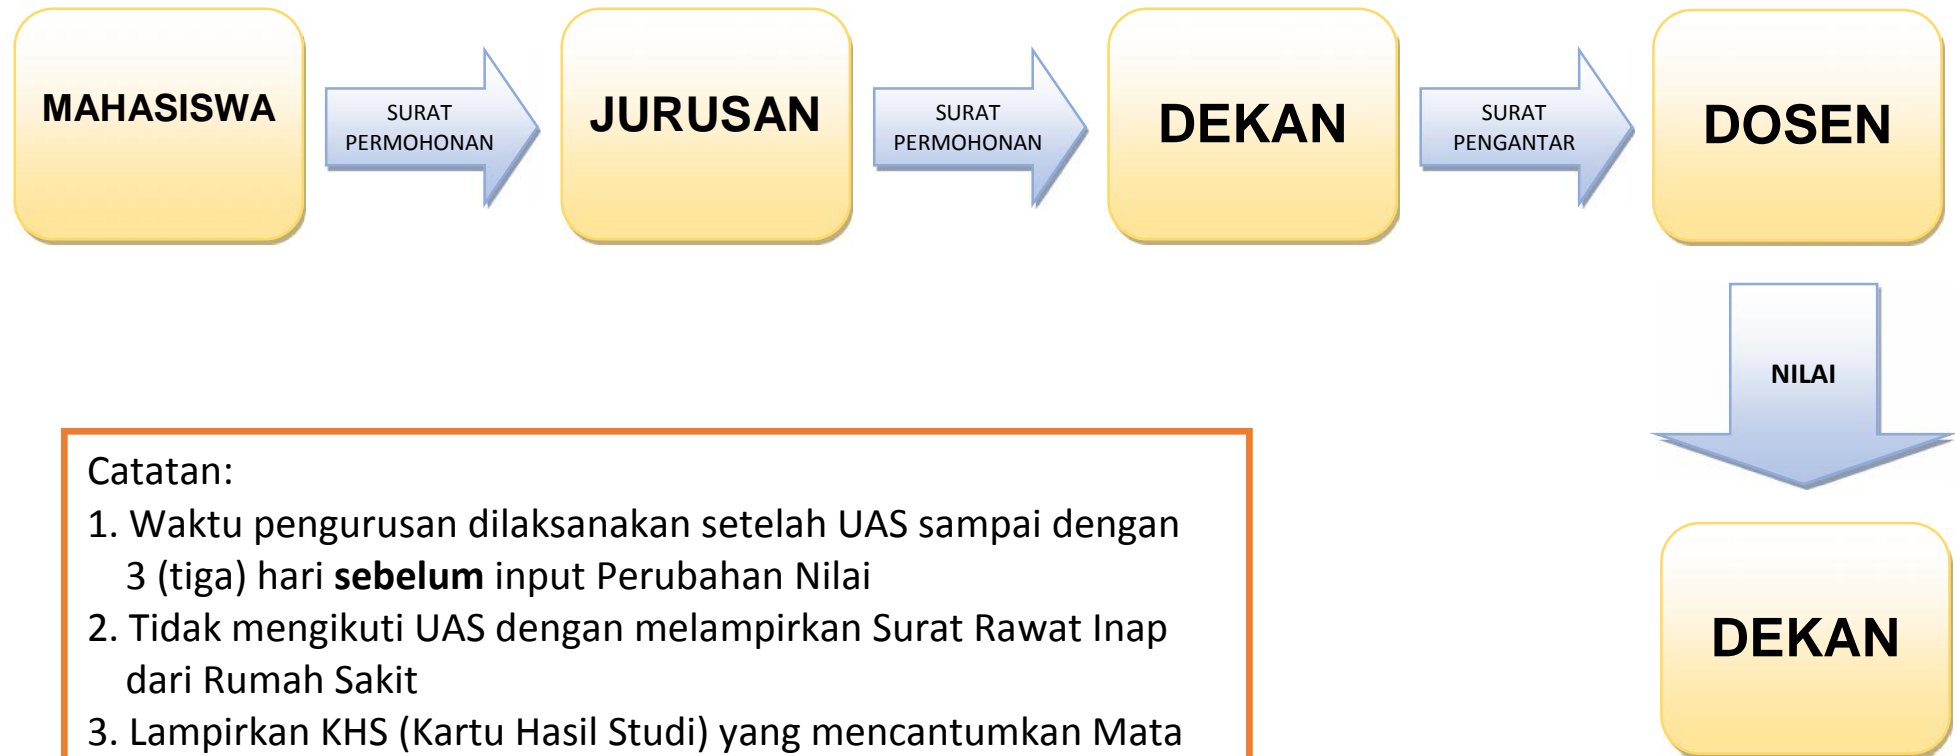 MAHASISWA
SURAT
PERMOHONAN
JURUSAN
SURAT
PERMOHONAN
DEKAN
SURAT
PENGANTAR
DOSEN
NILAI
DEKAN
Catatan:
1. Waktu pengurusan dilaksanakan setelah UAS sampai dengan
3 (tiga) hari sebelum input Perubahan Nilai
2. Tidak mengikuti UAS dengan melampirkan Surat Rawat Inap
dari Rumah Sakit
3. Lampirkan KHS (Kartu Hasil Studi) yang mencantumkan Mata